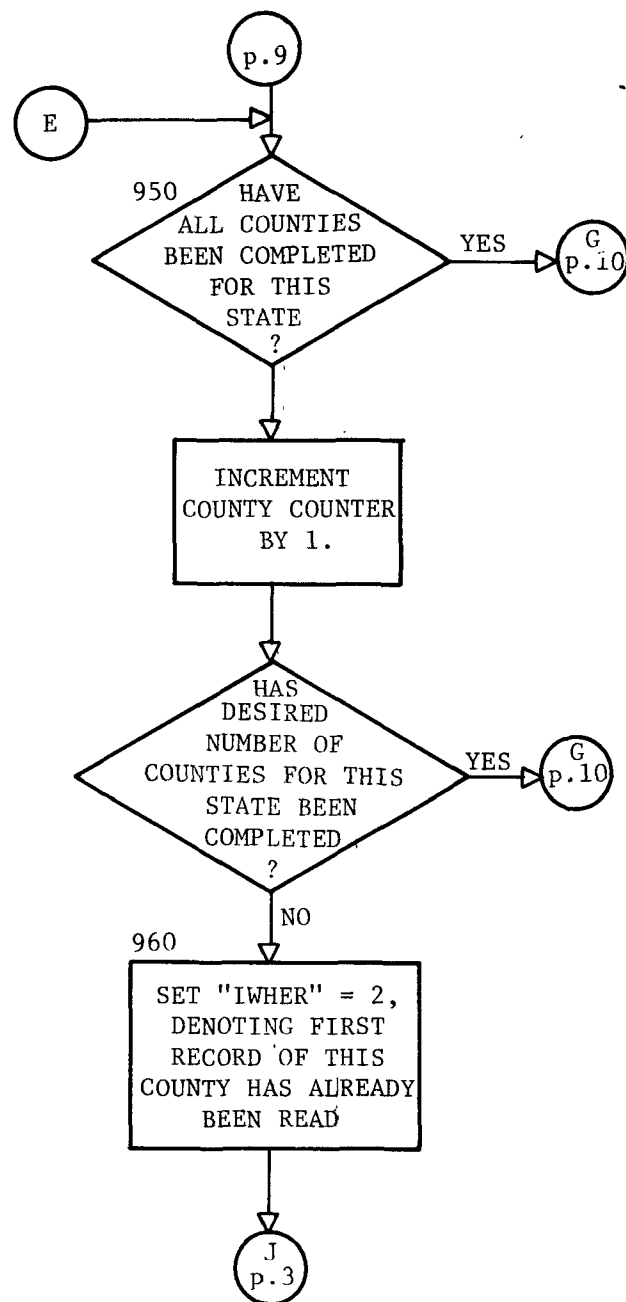 p.9
E
950
HAVE
ALL COUNTIES
BEEN COMPLETED
FOR THIS
STATE
?
YES
G
p.10
INCREMENT
COUNTY COUNTER
BY 1.
HAS
DESIRED
NUMBER OF
COUNTIES FOR THIS
STATE BEEN
COMPLETED
?
YES
G
p.10
NO
960
SET "IWHER" = 2,
DENOTING FIRST
RECORD OF THIS
COUNTY HAS ALREADY
BEEN READ
J
p.3